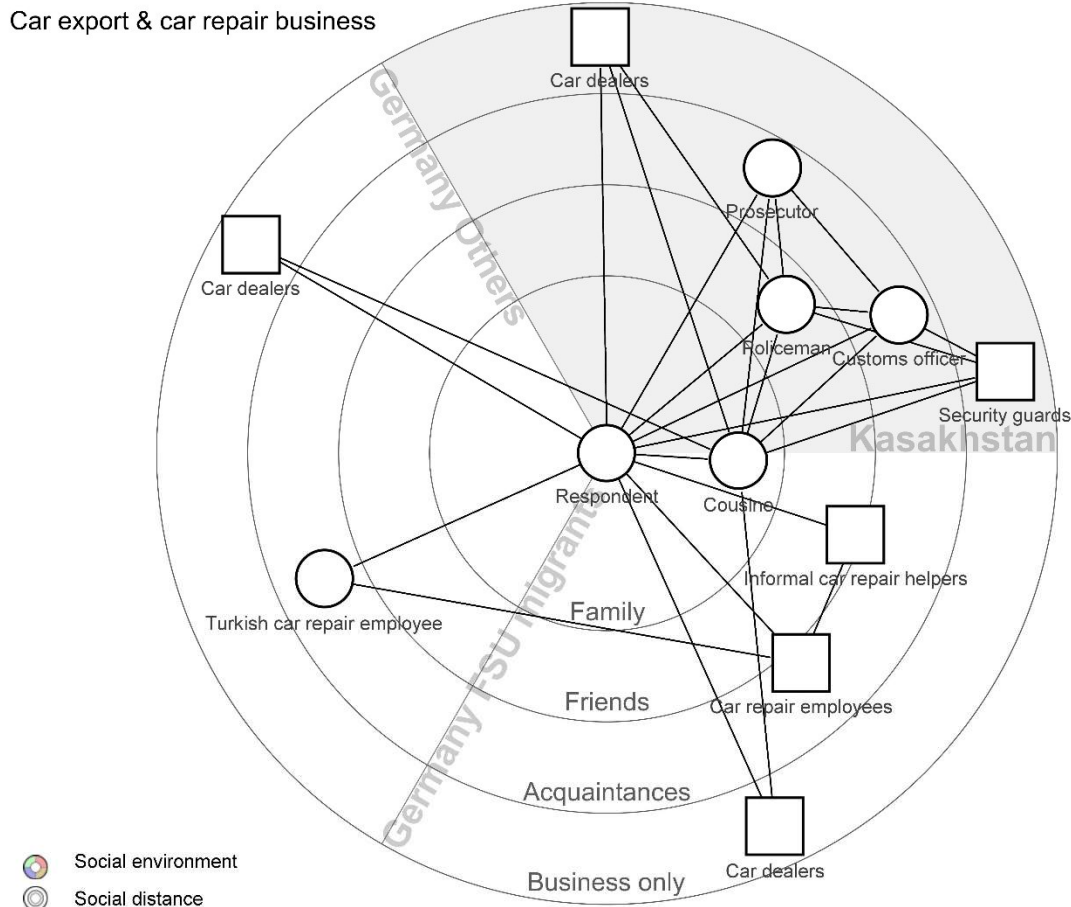 Car export & car repair business
Car dealers
Germany Others
Prosecutor
Car dealers
Policeman
Customs officer
Security guards
Kasakhstan
Respondent
Cousine
Informal car repair helpers
Family
Turkish car repair employee
Germany FSU migrants
Friends
Car repair employees
Acquaintances
Car dealers
Business only
Social environment
Social distance